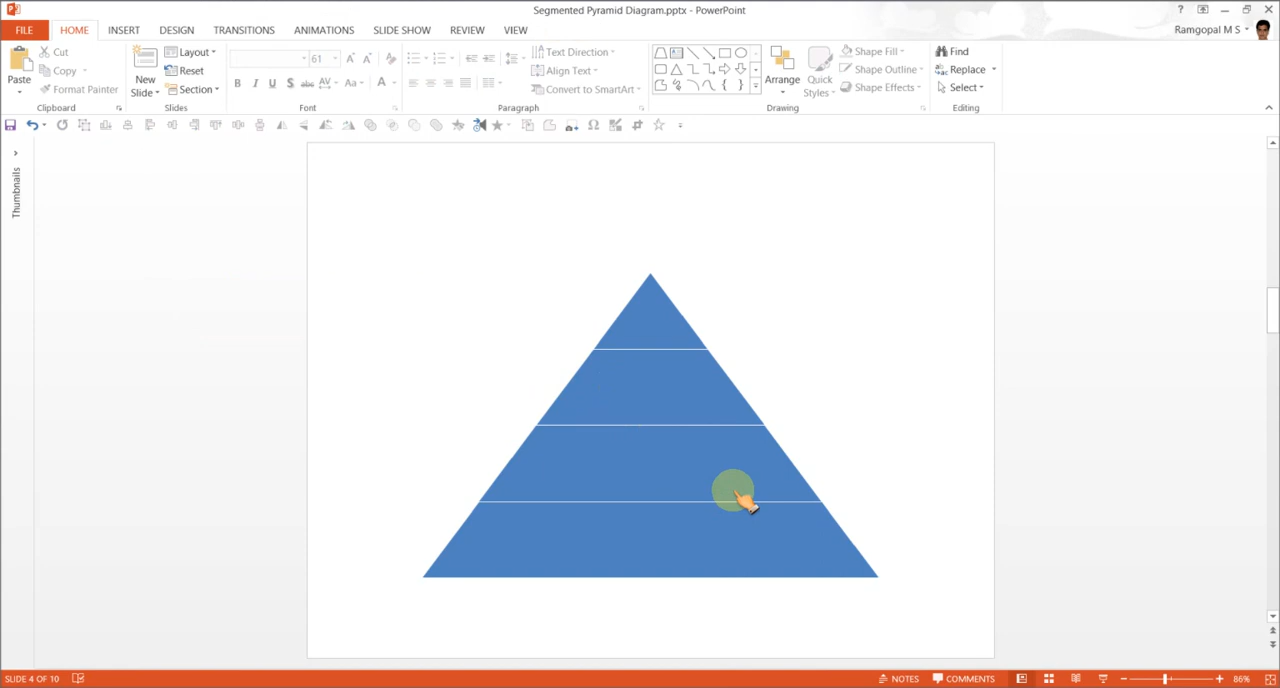 Segmented Pyramid Diagram.pptx - PowerPoint
FILE HOME INSERT DESIGN TRANSITIONS ANIMATIONS SLIDE SHOW REVIEW VIEW
Ramgopal M S
Paste
Cut
Copy
Format Painter
Clipboard
New
Slide
Layout
Reset
Section
Slides
61
Font
Text Direction
Align Text
Convert to SmartArt
Paragraph
Arrange
Quick
Styles
Shape Fill
Shape Outline
Shape Effects
Drawing
Find
Replace
Select
Editing
Thumbnails
SLIDE 4 OF 10
NOTES
COMMENTS
86%